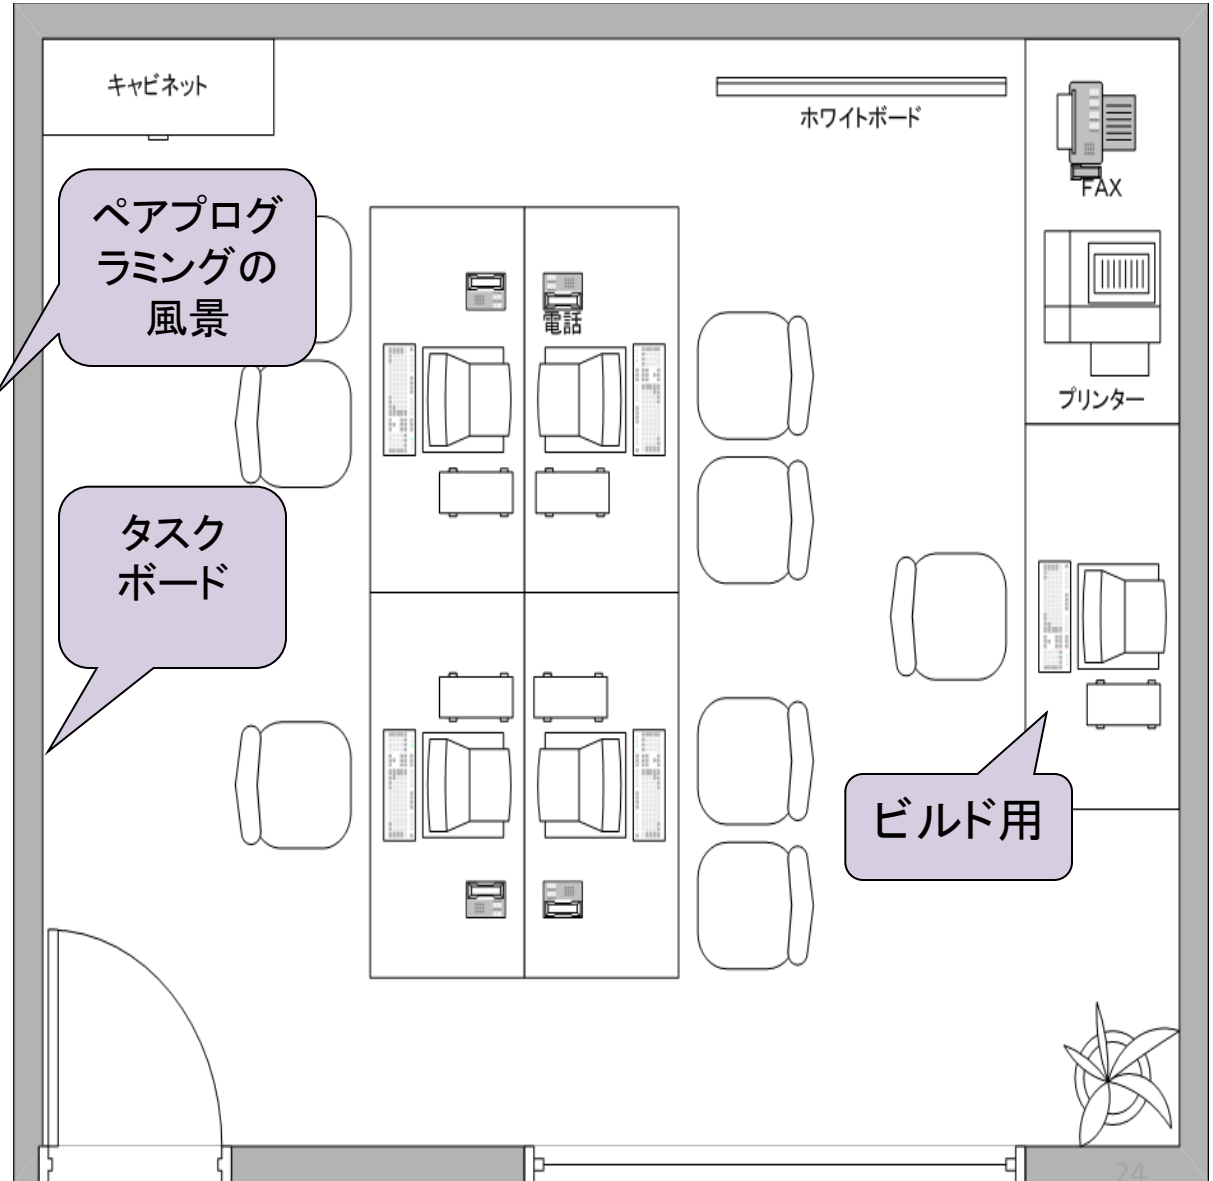 キャビネット
ホワイトボード
FAX
ペアプログ
ラミングの
風景
電話
プリンター
タスク
ボード
ビルド用
24